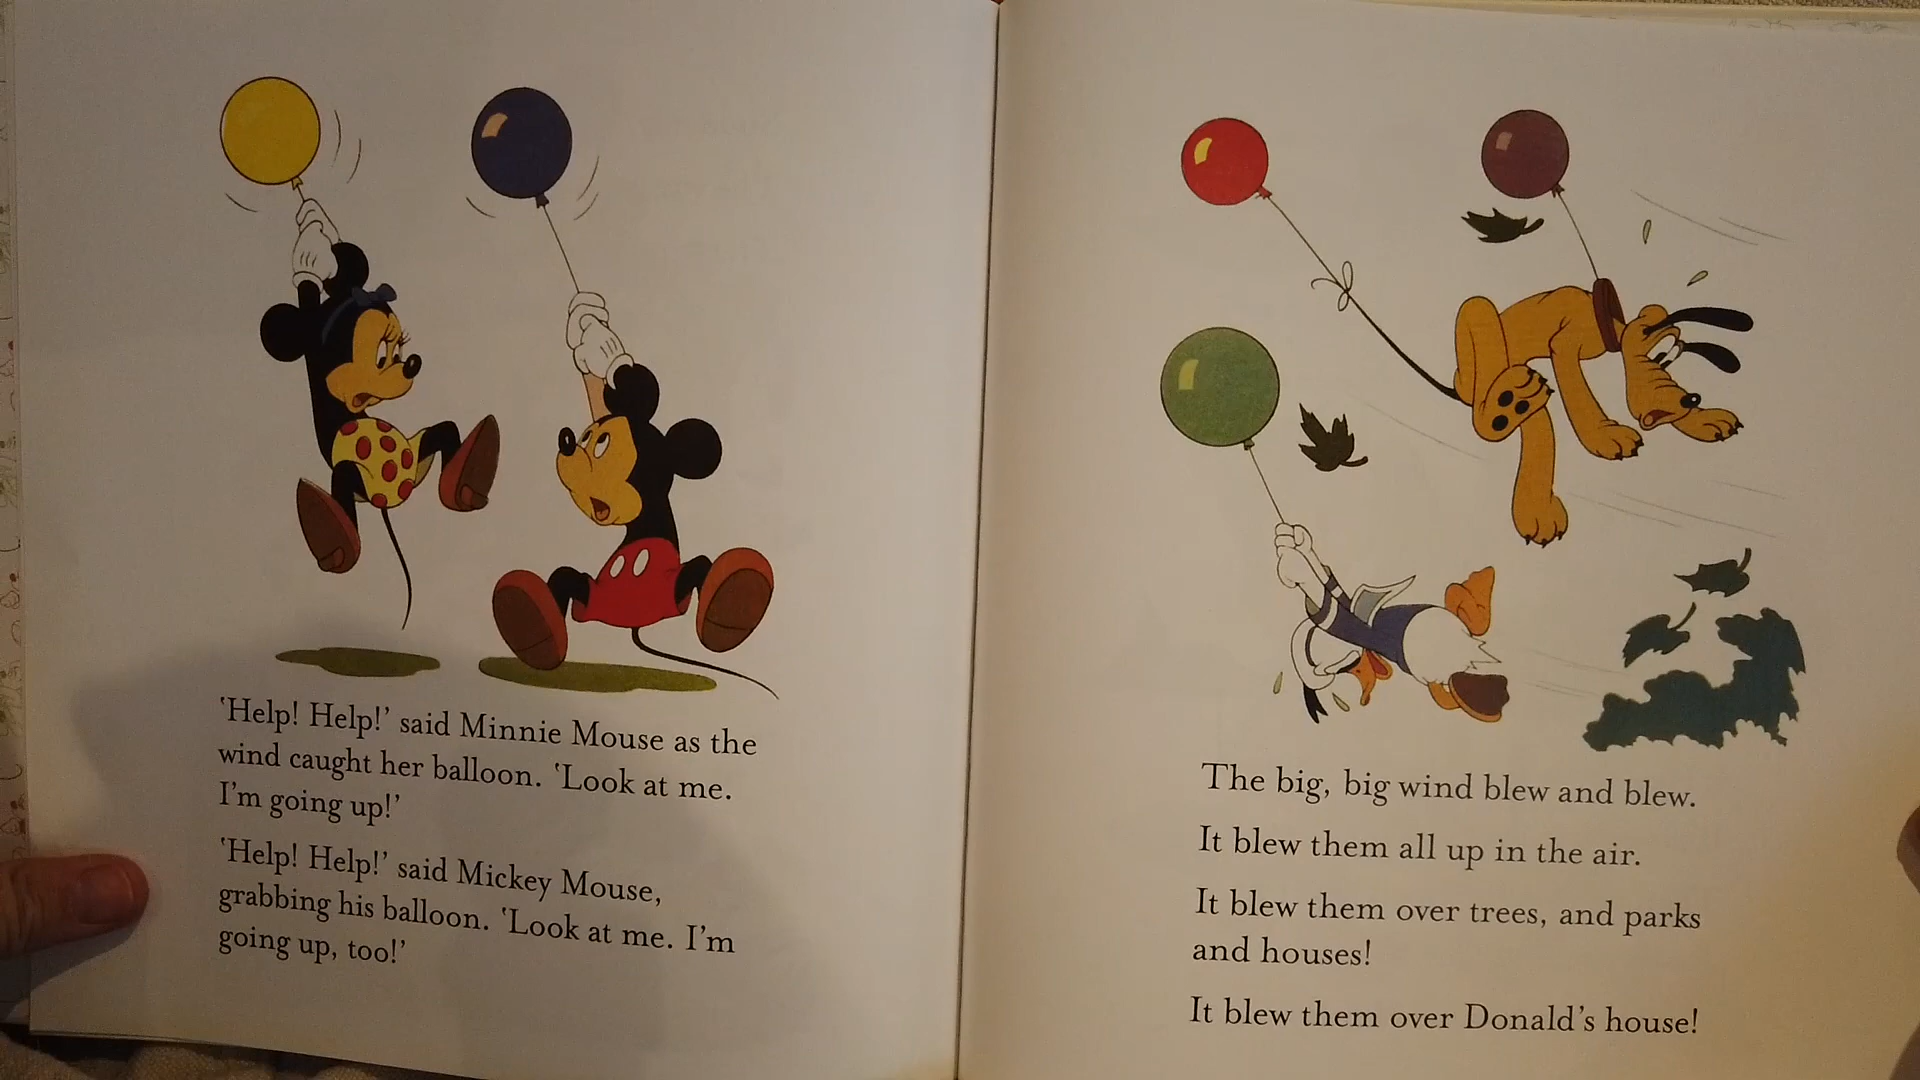 ‘Help! Help!’ said Minnie Mouse as the
wind caught her balloon. ‘Look at me.
I’m going up!’
‘Help! Help!’ said Mickey Mouse,
grabbing his balloon. ‘Look at me. I’m
going up, too!’
The big, big wind blew and blew.
It blew them all up in the air.
It blew them over trees, and parks
and houses!
It blew them over Donald’s house!